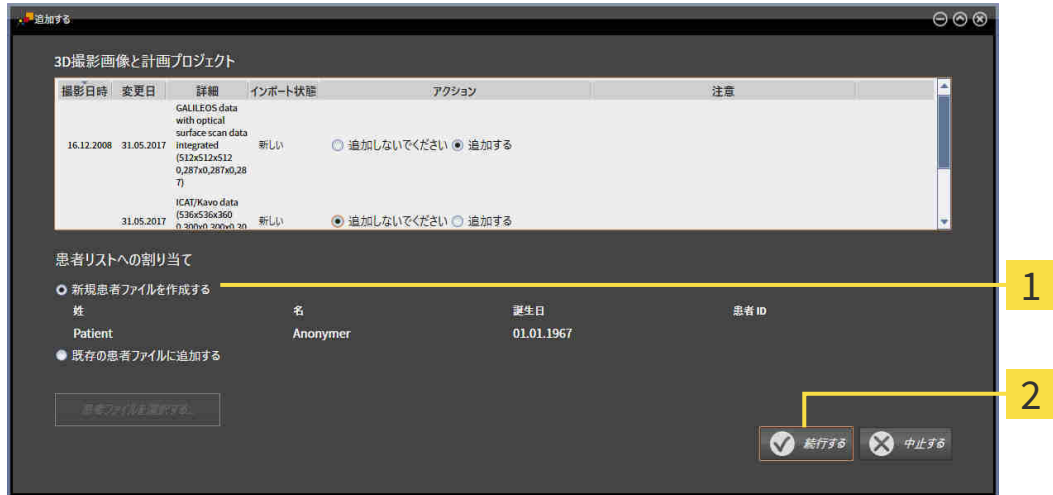 追加する
3D撮影画像と計画プロジェクト
撮影日時 変更日 詳細 インポート状態 アクション 注意
GALILEOS data
with optical
surface scan data
16.12.2008 31.05.2017 integrated 新しい 追加しないでください 追加する
(512x512x512
0,287x0,287x0,28
7)
ICAT/Kavo data
(536x536x360
31.05.2017 0,300x0,300x0,30 新しい 追加しないでください 追加する
患者リストへの割り当て
新規患者ファイルを作成する
1
姓 名 誕生日 患者 ID
Patient Anonymer 01.01.1967
既存の患者ファイルに追加する
2
患者ファイルを選択する...
続行する 中止する